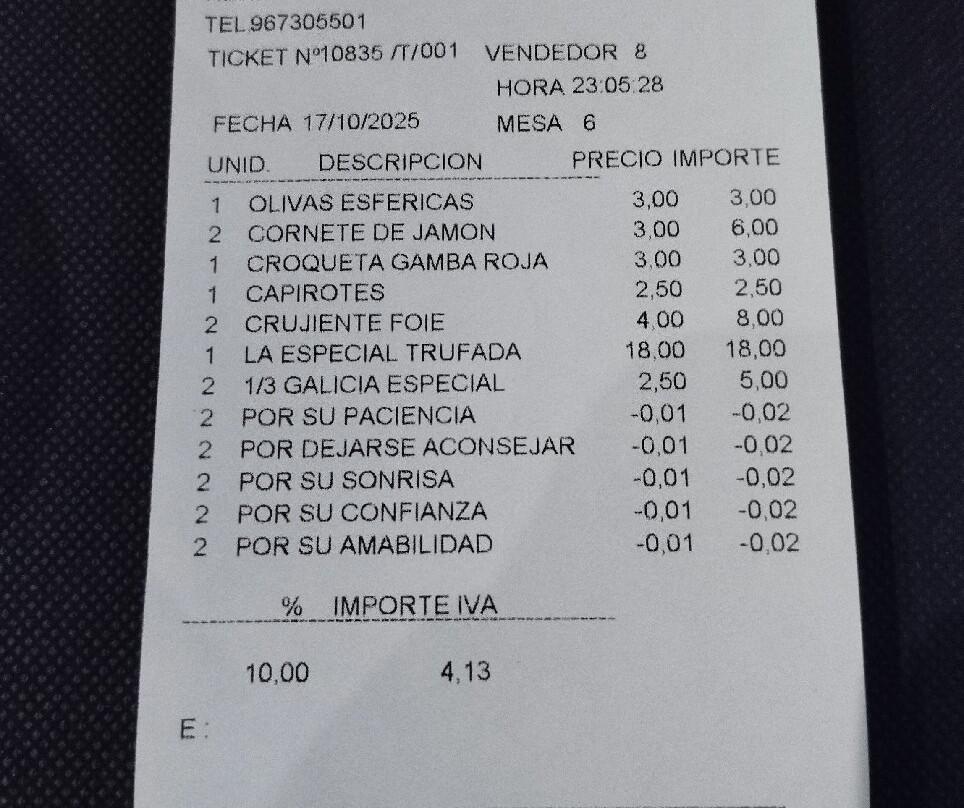 TEL.967305501
TICKET Nº10835 /T/001 VENDEDOR 8
HORA 23:05:28
FECHA 17/10/2025 MESA 6
UNID. DESCRIPCION PRECIO IMPORTE
1 OLIVAS ESFERICAS 3,00 3,00
2 CORNETE DE JAMON 3,00 6,00
1 CROQUETA GAMBA ROJA 3,00 3,00
1 CAPIROTES 2,50 2,50
2 CRUJIENTE FOIE 4,00 8,00
1 LA ESPECIAL TRUFADA 18,00 18,00
2 1/3 GALICIA ESPECIAL 2,50 5,00
2 POR SU PACIENCIA -0,01 -0,02
2 POR DEJARSE ACONSEJAR -0,01 -0,02
2 POR SU SONRISA -0,01 -0,02
2 POR SU CONFIANZA -0,01 -0,02
2 POR SU AMABILIDAD -0,01 -0,02
% IMPORTE IVA
10,00 4,13
E :